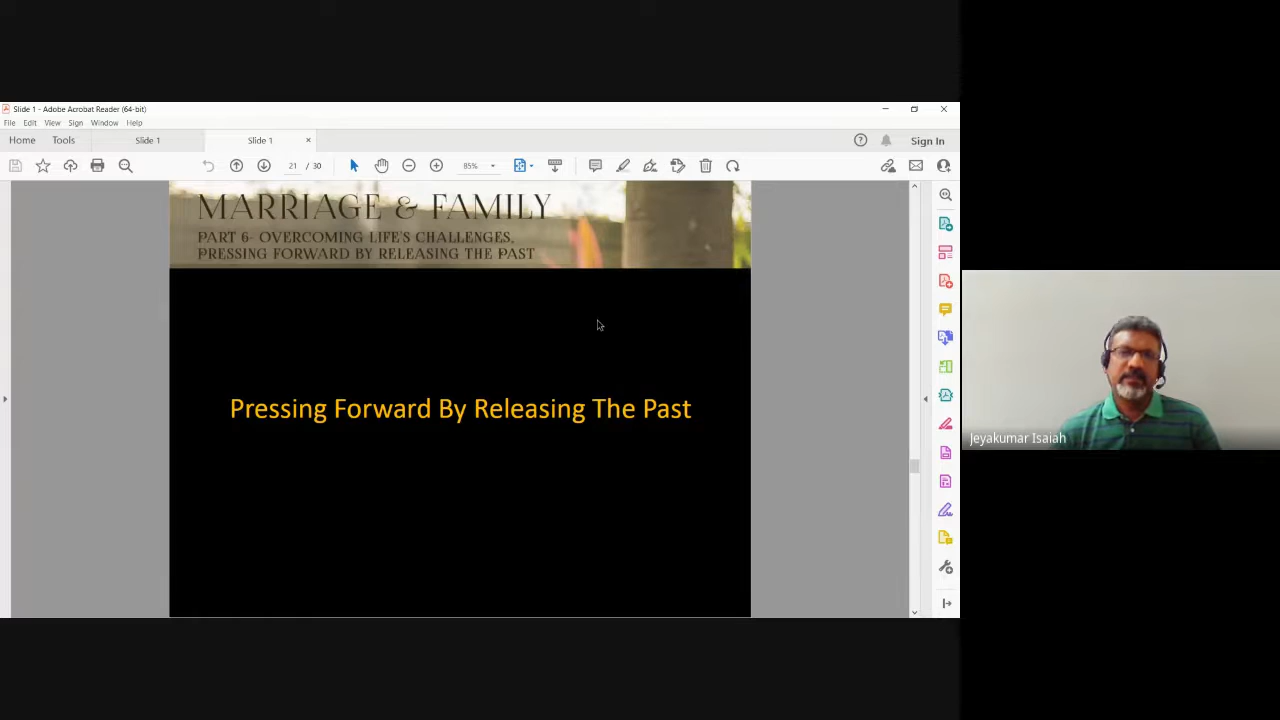 Slide 1 - Adobe Acrobat Reader (64-bit)
File Edit View Sign Window Help
Home Tools Slide 1 Slide 1 × Sign In
21 / 30 85%
MARRIAGE & FAMILY
PART 6- OVERCOMING LIFE'S CHALLENGES,
PRESSING FORWARD BY RELEASING THE PAST
Pressing Forward By Releasing The Past
Jeyakumar Isaiah